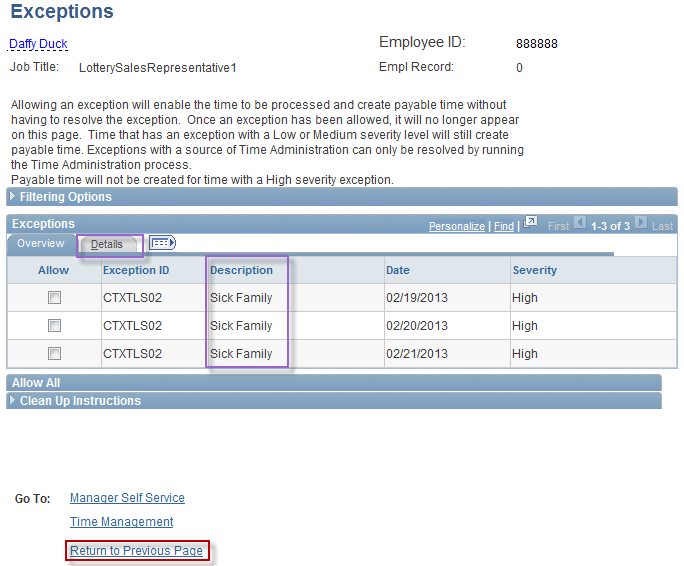 Exceptions
Daffy Duck Employee ID: 888888
Job Title: LotterySalesRepresentative1 Empl Record: 0
Allowing an exception will enable the time to be processed and create payable time without
having to resolve the exception. Once an exception has been allowed, it will no longer appear
on this page. Time that has an exception with a Low or Medium severity level will still create
payable time. Exceptions with a source of Time Administration can only be resolved by running
the Time Administration process.
Payable time will not be created for time with a High severity exception.
Filtering Options
Exceptions Personalize | Find | First 1-3 of 3 Last
Overview Details
Allow Exception ID Description Date Severity
CTXTLS02 Sick Family 02/19/2013 High
CTXTLS02 Sick Family 02/20/2013 High
CTXTLS02 Sick Family 02/21/2013 High
Allow All
Clean Up Instructions
Go To: Manager Self Service
Time Management
Return to Previous Page